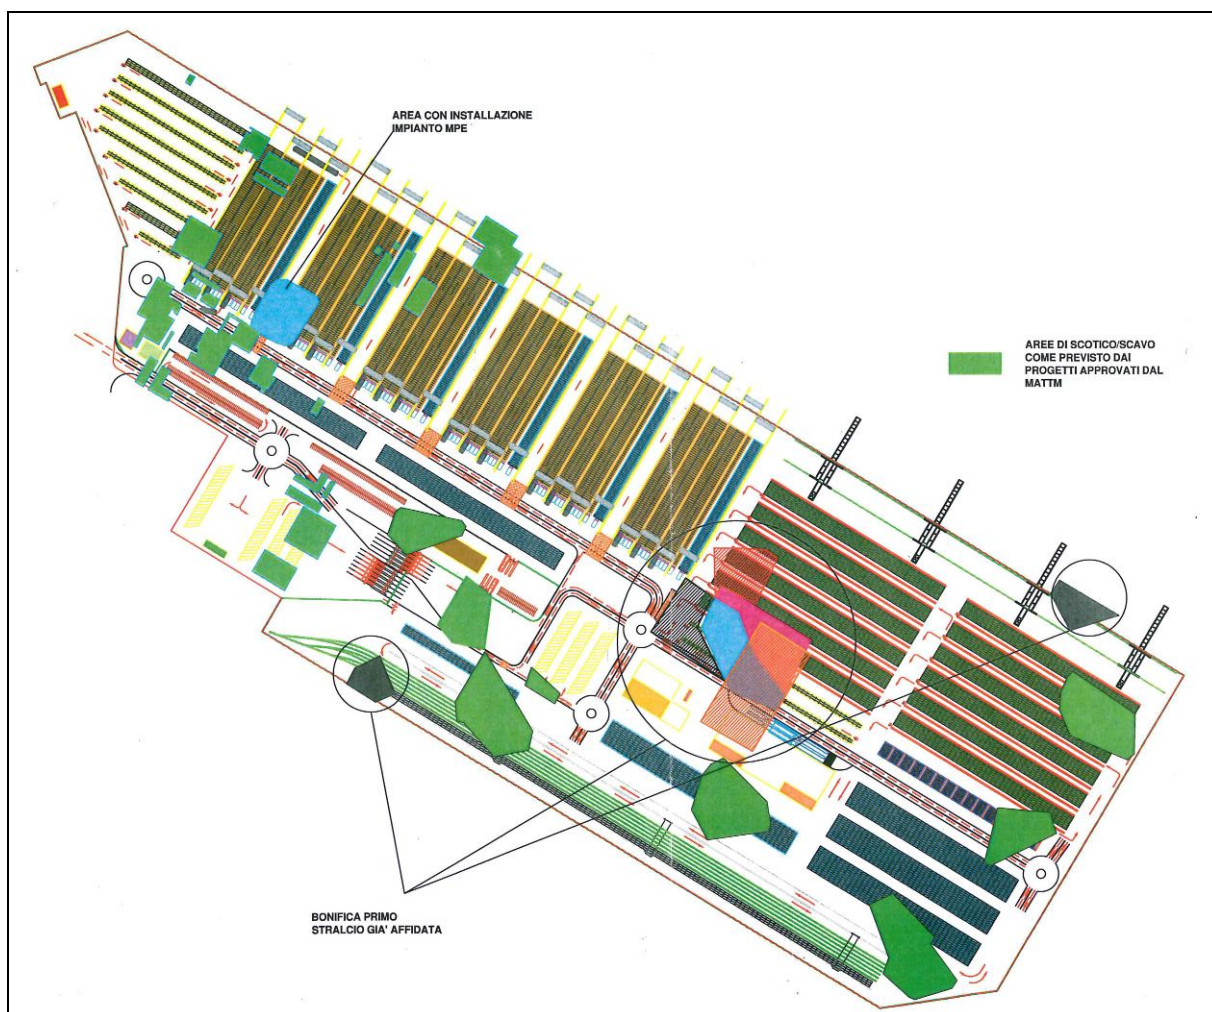 AREA CON INSTALLAZIONE
IMPIANTO MPE
AREE DI SCOTICO/SCAVO
COME PREVISTO DAI
PROGETTI APPROVATI DAL
MATTM
BONIFICA PRIMO
STRALCIO GIA' AFFIDATA